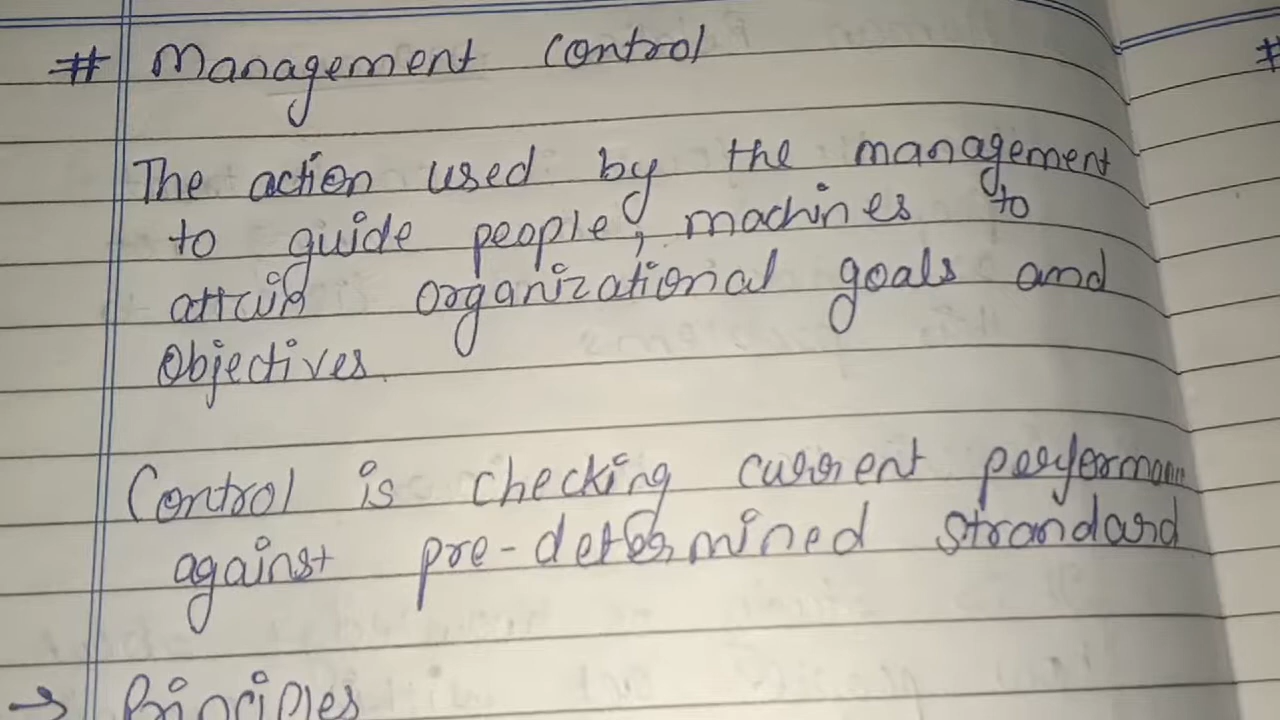 # Management Control
The action used by the management
to guide people, machines to
attain organizational goals and
Objectives.
Control is checking current performan
against pre-determined strandard
→ Principles
#